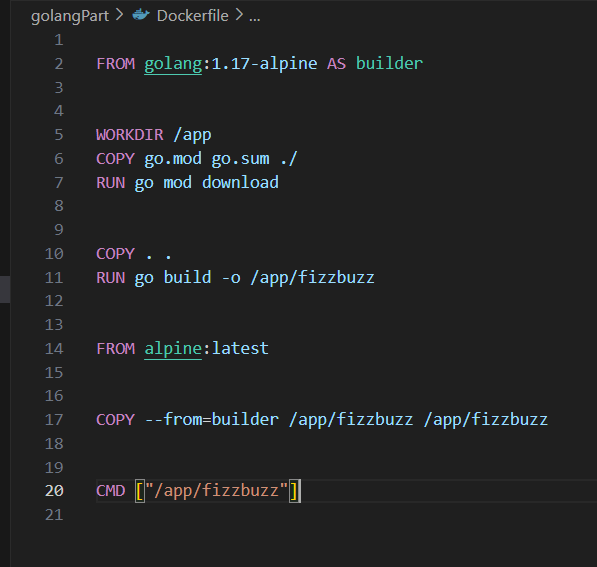 golangPart > Dockerfile > ...
1
2 FROM golang:1.17-alpine AS builder
3
4
5 WORKDIR /app
6 COPY go.mod go.sum ./
7 RUN go mod download
8
9
10 COPY . .
11 RUN go build -o /app/fizzbuzz
12
13
14 FROM alpine:latest
15
16
17 COPY --from=builder /app/fizzbuzz /app/fizzbuzz
18
19
20 CMD ["/app/fizzbuzz"]
21